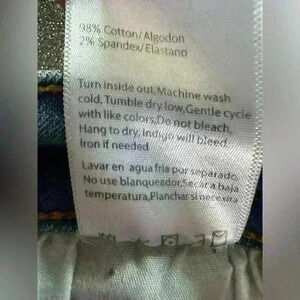 98% Cotton/Algodon
2% Spandex/Elastano
Turn inside out,Machine wash
cold, Tumble dry low,Gentle cycle
with like colors,Do not bleach,
Hang to dry, Indigo will bleed
Iron if needed
Lavar en agua fria pur separado,
No use blanqueador,Secar a baja
temperatura,Planchar si necesita